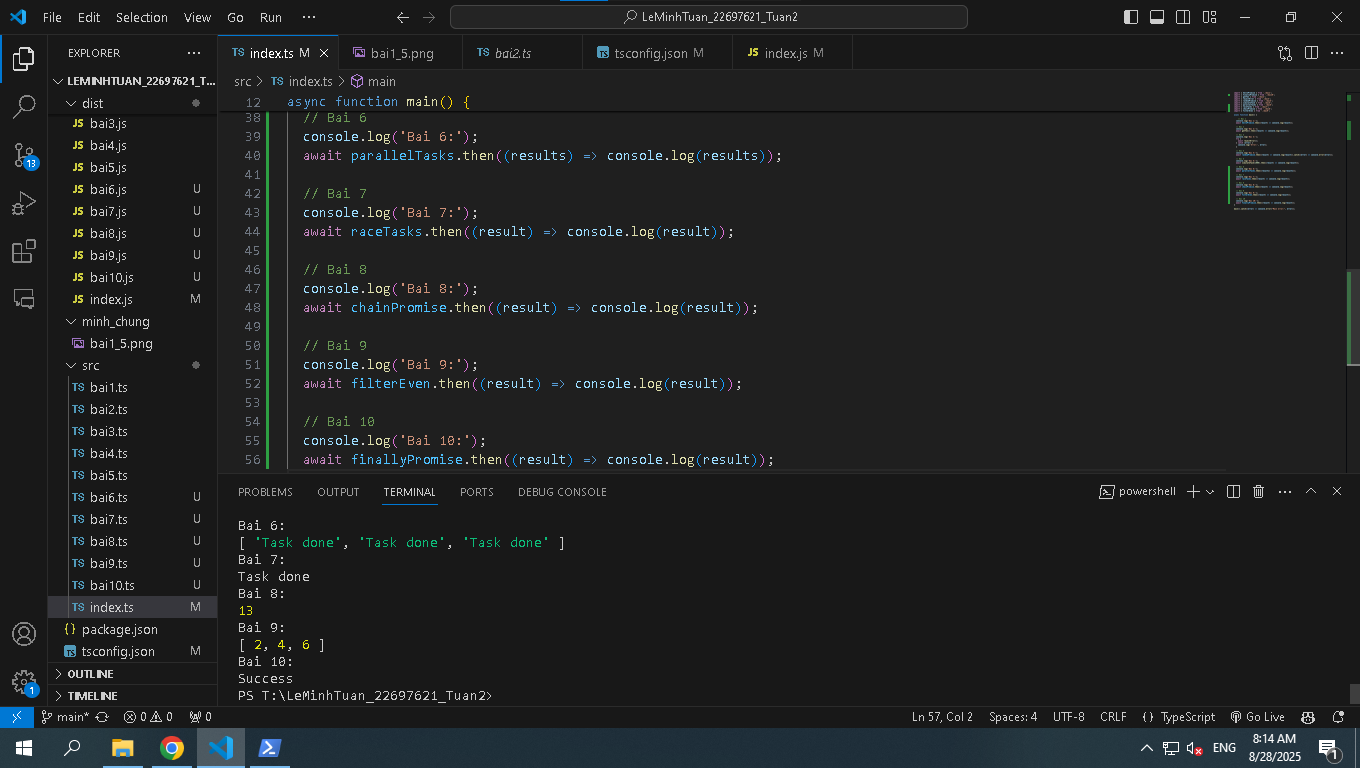 File Edit Selection View Go Run ··· LeMinhTuan_22697621_Tuan2
EXPLORER ···
LEMINHTUAN_22697621_T...
dist
bai3.js
bai4.js
bai5.js
bai6.js U
bai7.js U
bai8.js U
bai9.js U
bai10.js U
index.js M
minh_chung
bai1_5.png
src
bai1.ts
bai2.ts
bai3.ts
bai4.ts
bai5.ts
bai6.ts U
bai7.ts U
bai8.ts U
bai9.ts U
bai10.ts U
index.ts M
package.json
tsconfig.json M
OUTLINE
TIMELINE
13
1
TS index.ts M bai1_5.png TS bai2.ts tsconfig.json M JS index.js M
src > TS index.ts > main
12 async function main() {
38 // Bai 6
39 console.log("Bai 6:");
40 await parallelTasks.then((results) => console.log(results));
41
42 // Bai 7
43 console.log("Bai 7:");
44 await raceTasks.then((result) => console.log(result));
45
46 // Bai 8
47 console.log("Bai 8:");
48 await chainPromise.then((result) => console.log(result));
49
50 // Bai 9
51 console.log("Bai 9:");
52 await filterEven.then((result) => console.log(result));
53
54 // Bai 10
55 console.log("Bai 10:");
56 await finallyPromise.then((result) => console.log(result));
PROBLEMS OUTPUT TERMINAL PORTS DEBUG CONSOLE powershell
Bai 6:
[ 'Task done', 'Task done', 'Task done' ]
Bai 7:
Task done
Bai 8:
13
Bai 9:
[ 2, 4, 6 ]
Bai 10:
Success
PS T:\LeMinhTuan_22697621_Tuan2>
main* 0 0 0 Ln 57, Col 2 Spaces: 4 UTF-8 CRLF {} TypeScript Go Live
ENG 8:14 AM
8/28/2025
1